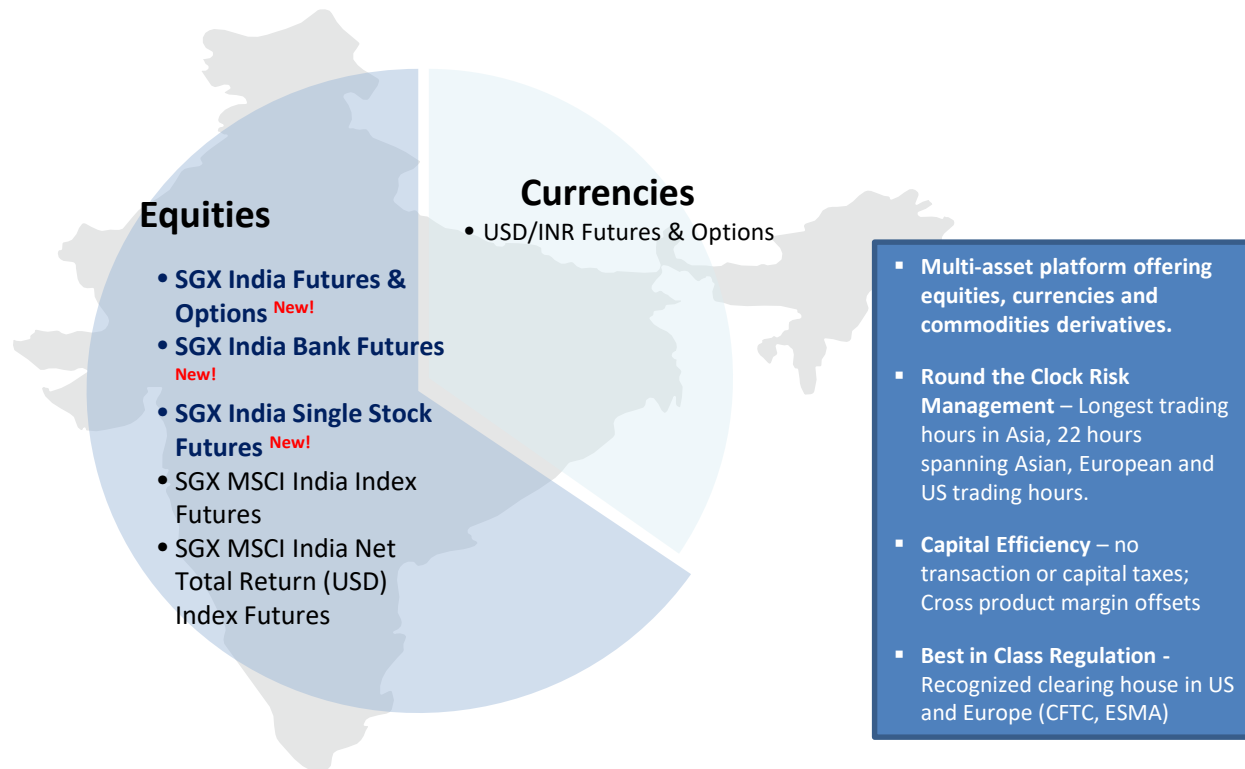 Equities
• SGX India Futures &
Options New!
• SGX India Bank Futures
New!
• SGX India Single Stock
Futures New!
• SGX MSCI India Index
Futures
• SGX MSCI India Net
Total Return (USD)
Index Futures
Currencies
• USD/INR Futures & Options
▪ Multi-asset platform offering
equities, currencies and
commodities derivatives.
▪ Round the Clock Risk
Management – Longest trading
hours in Asia, 22 hours
spanning Asian, European and
US trading hours.
▪ Capital Efficiency – no
transaction or capital taxes;
Cross product margin offsets
▪ Best in Class Regulation -
Recognized clearing house in US
and Europe (CFTC, ESMA)